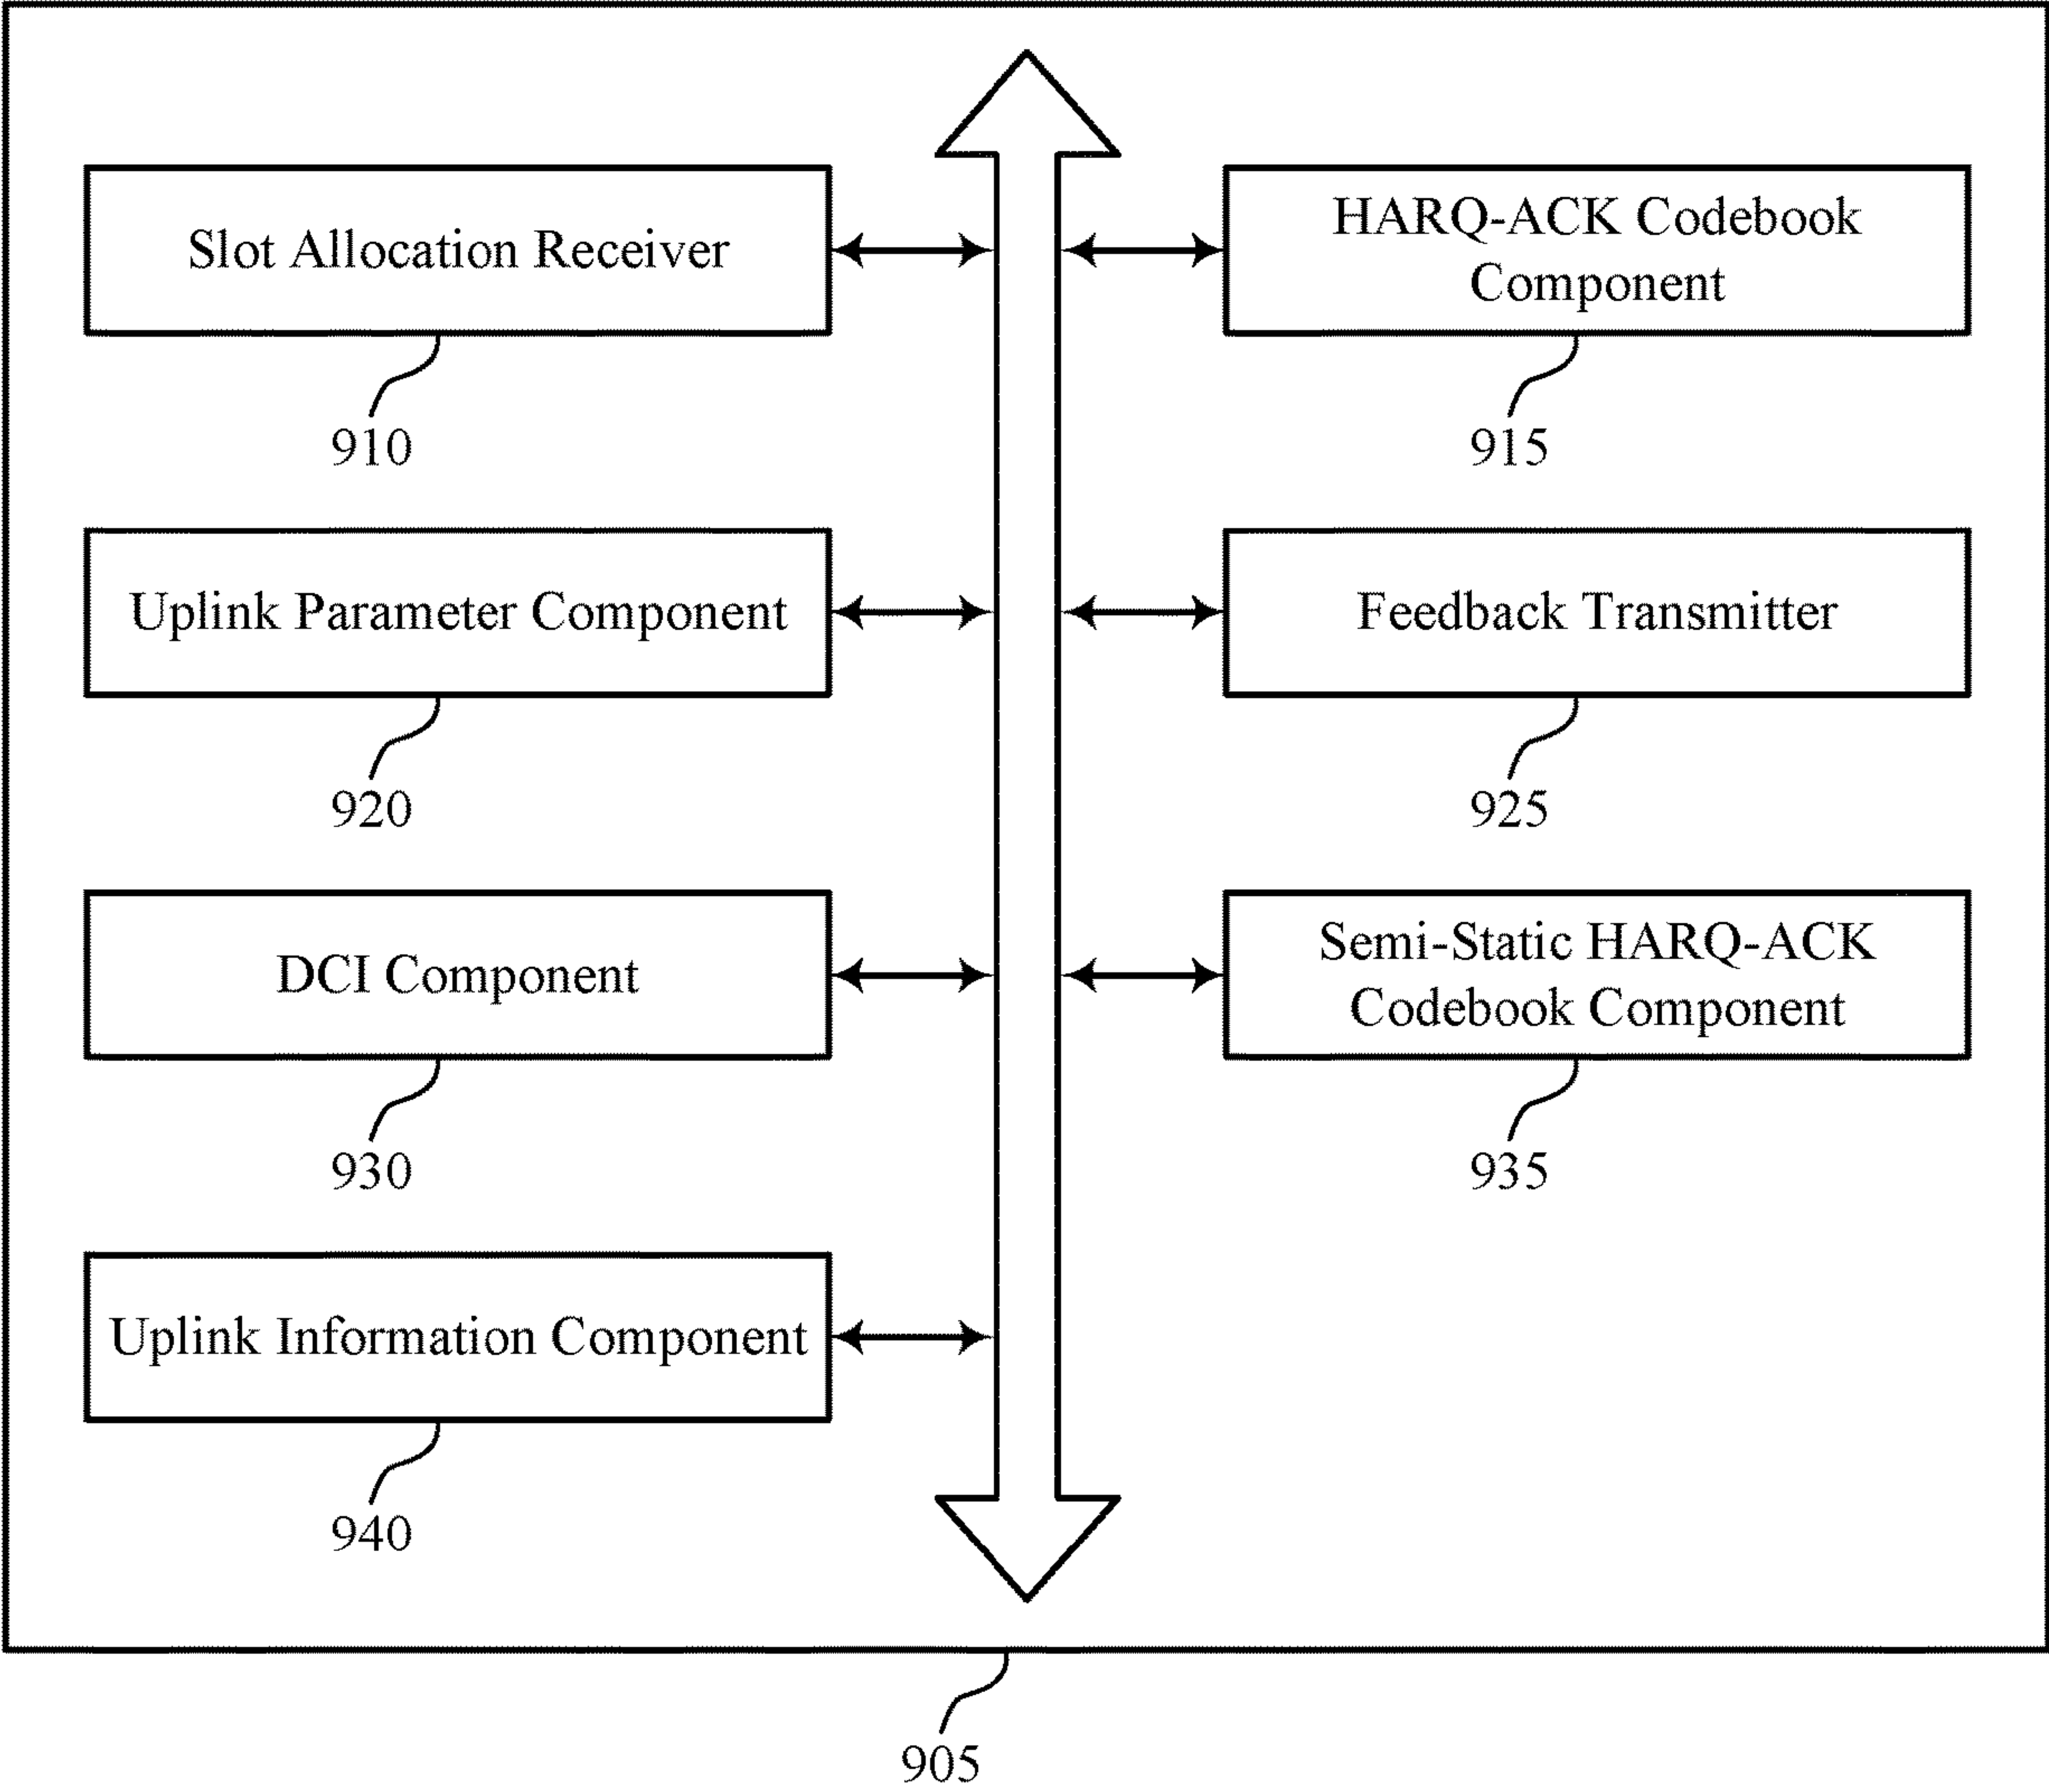 Slot Allocation Receiver
910
HARQ-ACK Codebook
Component
915
Uplink Parameter Component
920
Feedback Transmitter
925
DCI Component
930
Semi-Static HARQ-ACK
Codebook Component
935
Uplink Information Component
940
905